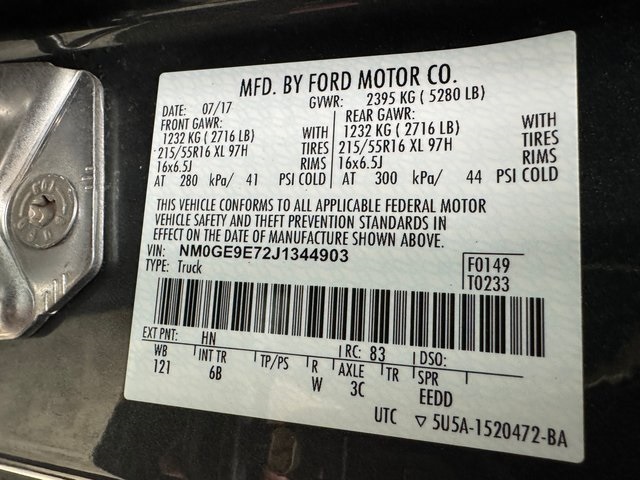 MFD. BY FORD MOTOR CO.
DATE: 07/17 GVWR: 2395 KG ( 5280 LB)
FRONT GAWR: REAR GAWR:
1232 KG ( 2716 LB) WITH 1232 KG ( 2716 LB) WITH
215/55R16 XL 97H TIRES 215/55R16 XL 97H TIRES
16x6.5J RIMS 16x6.5J RIMS
AT 280 kPa/ 41 PSI COLD AT 300 kPa/ 44 PSI COLD
THIS VEHICLE CONFORMS TO ALL APPLICABLE FEDERAL MOTOR
VEHICLE SAFETY AND THEFT PREVENTION STANDARDS IN
EFFECT ON THE DATE OF MANUFACTURE SHOWN ABOVE.
VIN: NM0GE9E72J1344903
TYPE: Truck
F0149
T0233
EXT PNT: HN RC: 83 DSO:
WB INT TR TP/PS R AXLE TR SPR
121 6B W 3C EEDD
UTC ▽ 5U5A-1520472-BA